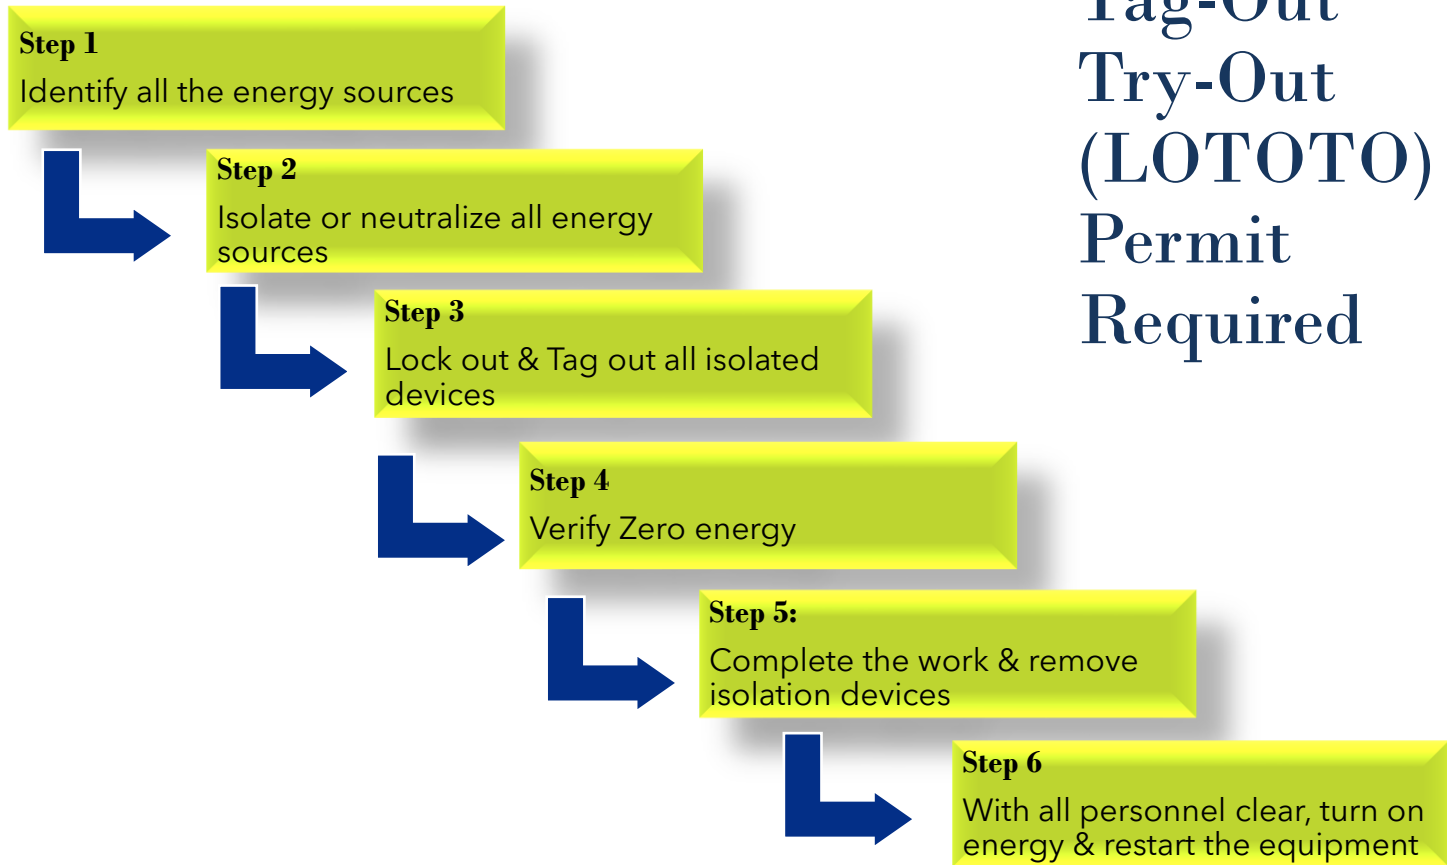 Step 1
Identify all the energy sources
Step 2
Isolate or neutralize all energy
sources
Step 3
Lock out & Tag out all isolated
devices
Step 4
Verify Zero energy
Step 5:
Complete the work & remove
isolation devices
Step 6
With all personnel clear, turn on
energy & restart the equipment
Tag-Out
Try-Out
(LOTOTO)
Permit
Required